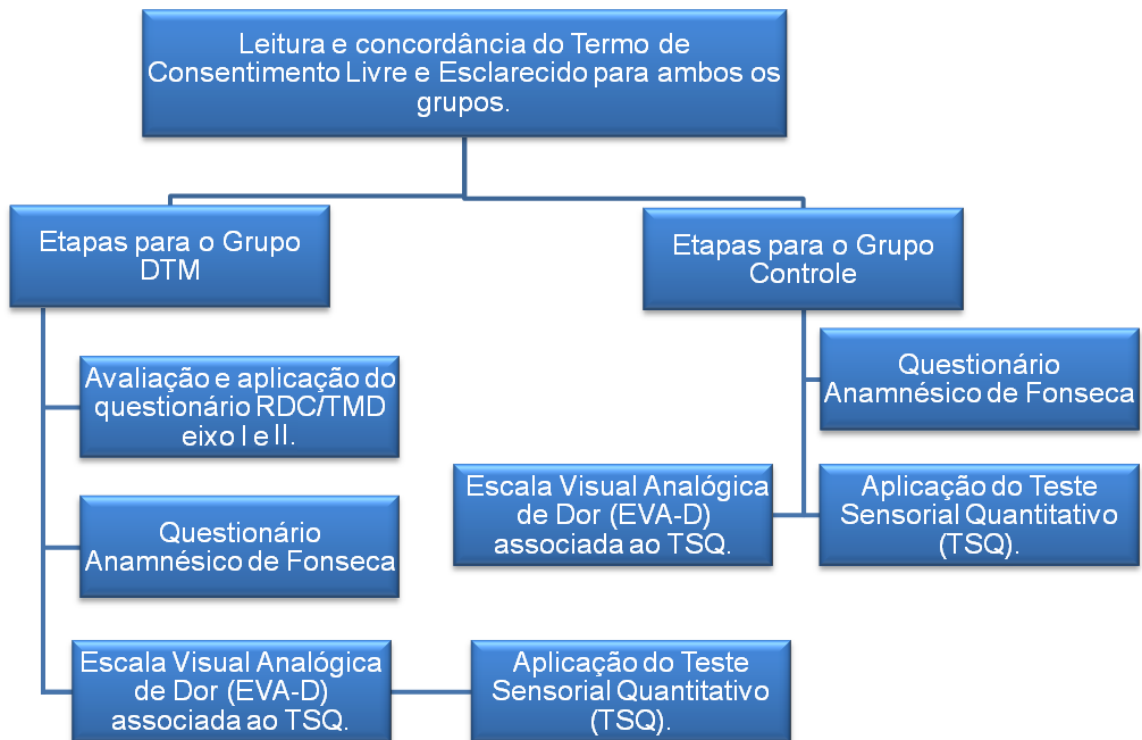 Leitura e concordância do Termo de
Consentimento Livre e Esclarecido para ambos os
grupos.
Etapas para o Grupo
DTM
Avaliação e aplicação do
questionário RDC/TMD
eixo I e II.
Questionário
Anamnésico de Fonseca
Escala Visual Analógica
de Dor (EVA-D)
associada ao TSQ.
Aplicação do Teste
Sensorial Quantitativo
(TSQ).
Etapas para o Grupo
Controle
Questionário
Anamnésico de Fonseca
Escala Visual Analógica
de Dor (EVA-D)
associada ao TSQ.
Aplicação do Teste
Sensorial Quantitativo
(TSQ).